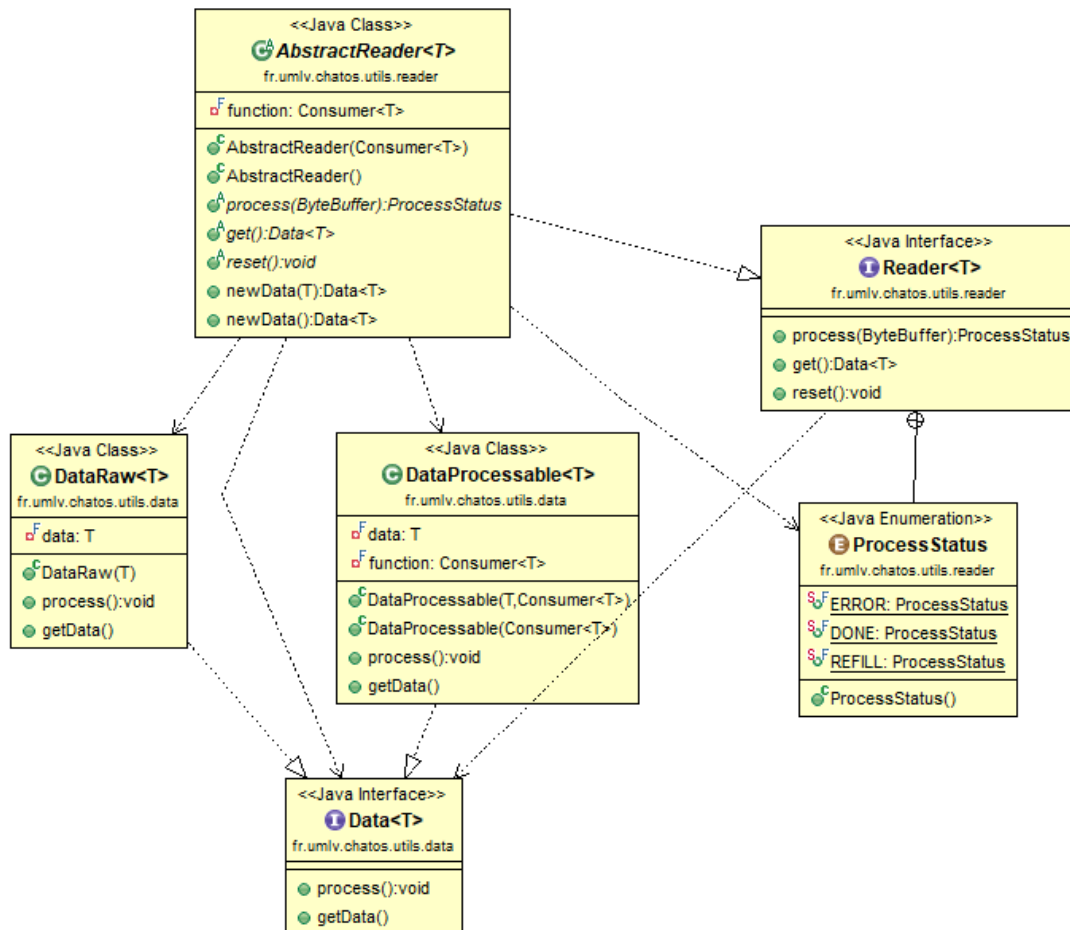 <<Java Class>>
AbstractReader<T>
fr.umlv.chatos.utils.reader
function: Consumer<T>
AbstractReader(Consumer<T>)
AbstractReader()
process(ByteBuffer):ProcessStatus
get():Data<T>
reset():void
newData(T):Data<T>
newData():Data<T>
<<Java Interface>>
Reader<T>
fr.umlv.chatos.utils.reader
process(ByteBuffer):ProcessStatus
get():Data<T>
reset():void
<<Java Class>>
DataRaw<T>
fr.umlv.chatos.utils.data
data: T
DataRaw(T)
process():void
getData()
<<Java Class>>
DataProcessable<T>
fr.umlv.chatos.utils.data
data: T
function: Consumer<T>
DataProcessable(T,Consumer<T>)
DataProcessable(Consumer<T>)
process():void
getData()
<<Java Enumeration>>
ProcessStatus
fr.umlv.chatos.utils.reader
ERROR: ProcessStatus
DONE: ProcessStatus
REFILL: ProcessStatus
ProcessStatus()
<<Java Interface>>
Data<T>
fr.umlv.chatos.utils.data
process():void
getData()